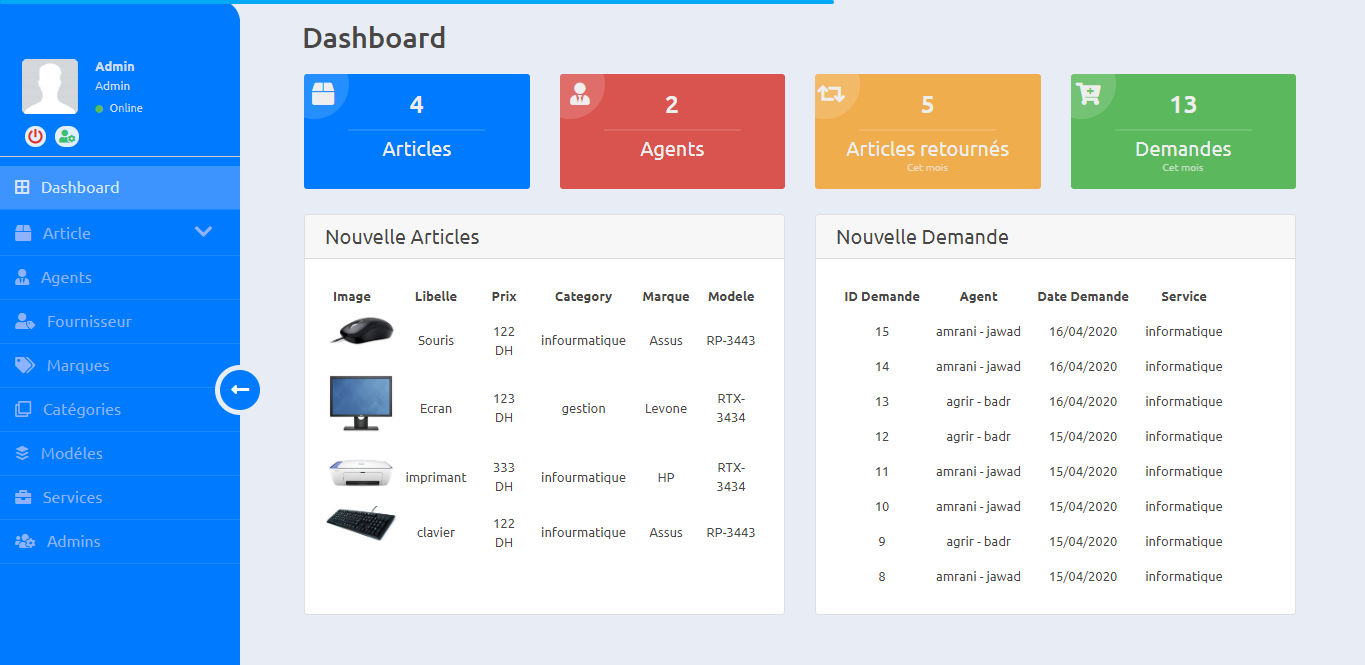 Admin
Admin
Online
Dashboard
Article
Agents
Fournisseur
Marques
Catégories
Modéles
Services
Admins
Dashboard
4
Articles
2
Agents
5
Articles retournés
Cet mois
13
Demandes
Cet mois
Nouvelle Articles
Image Libelle Prix Category Marque Modele
Souris 122 DH infourmatique Assus RP-3443
Ecran 123 DH gestion Levone RTX-3434
imprimant 333 DH infourmatique HP RTX-3434
clavier 122 DH infourmatique Assus RP-3443
Nouvelle Demande
ID Demande Agent Date Demande Service
15 amrani - jawad 16/04/2020 informatique
14 amrani - jawad 16/04/2020 informatique
13 agrir - badr 16/04/2020 informatique
12 agrir - badr 15/04/2020 informatique
11 amrani - jawad 15/04/2020 informatique
10 amrani - jawad 15/04/2020 informatique
9 agrir - badr 15/04/2020 informatique
8 amrani - jawad 15/04/2020 informatique